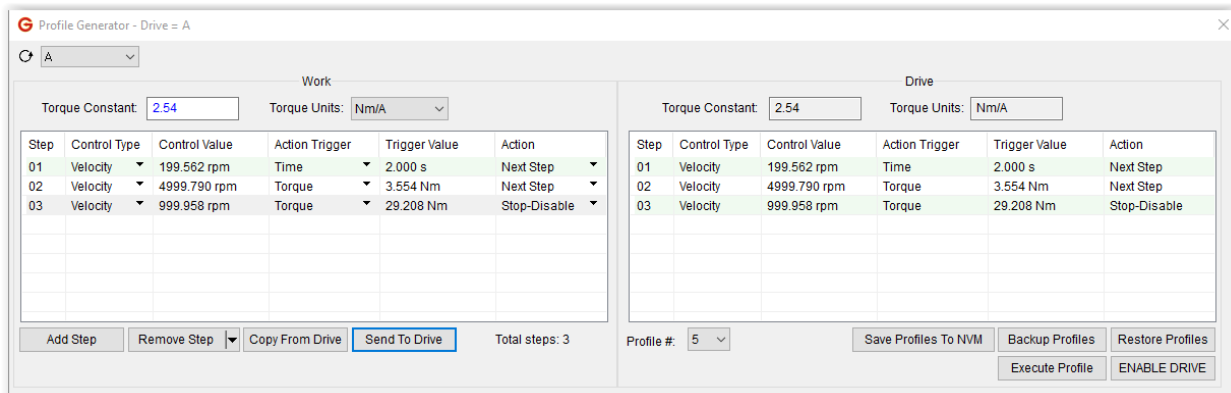 G Profile Generator - Drive = A
A
Work
Torque Constant: 2.54 Torque Units: Nm/A
Step Control Type Control Value Action Trigger Trigger Value Action
01 Velocity 199.562 rpm Time 2.000 s Next Step
02 Velocity 4999.790 rpm Torque 3.554 Nm Next Step
03 Velocity 999.958 rpm Torque 29.208 Nm Stop-Disable
Add Step Remove Step Copy From Drive Send To Drive Total steps: 3
Drive
Torque Constant: 2.54 Torque Units: Nm/A
Step Control Type Control Value Action Trigger Trigger Value Action
01 Velocity 199.562 rpm Time 2.000 s Next Step
02 Velocity 4999.790 rpm Torque 3.554 Nm Next Step
03 Velocity 999.958 rpm Torque 29.208 Nm Stop-Disable
Profile #: 5 Save Profiles To NVM Backup Profiles Restore Profiles
Execute Profile ENABLE DRIVE